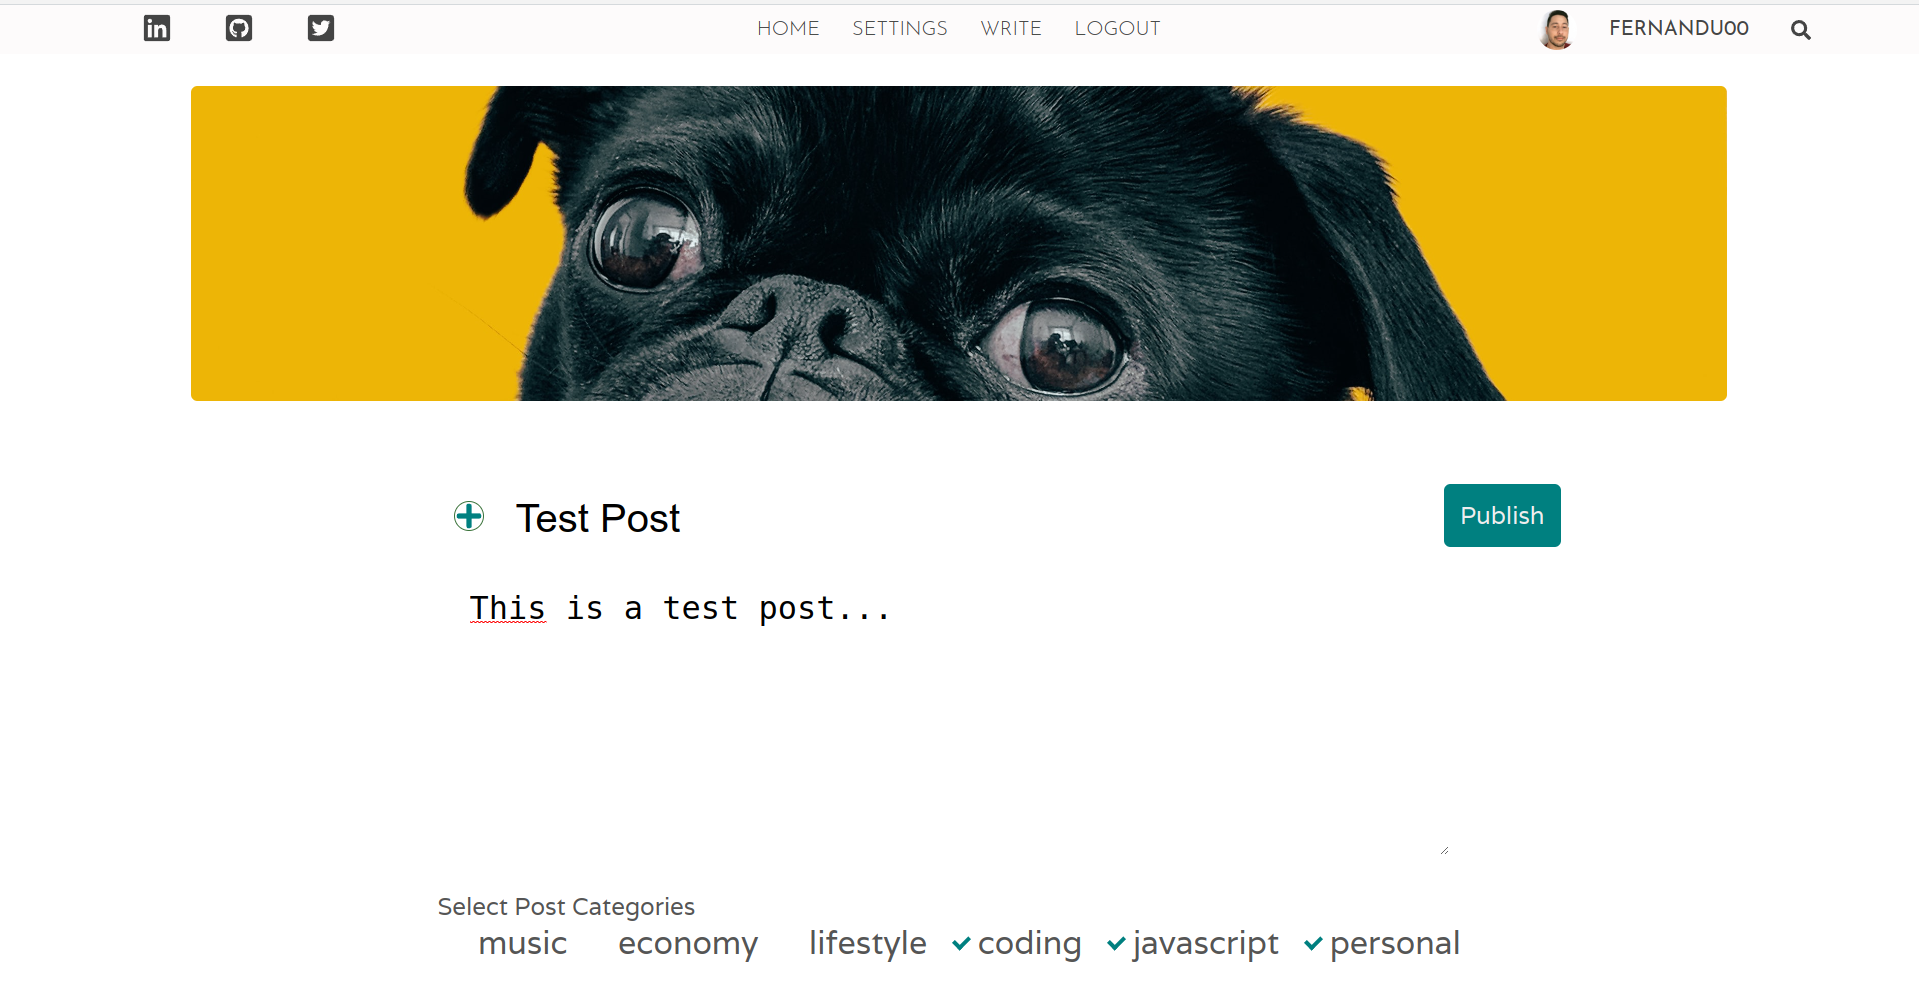 HOME SETTINGS WRITE LOGOUT FERNANDU00
Test Post
Publish
This is a test post...
Select Post Categories
music economy lifestyle coding javascript personal